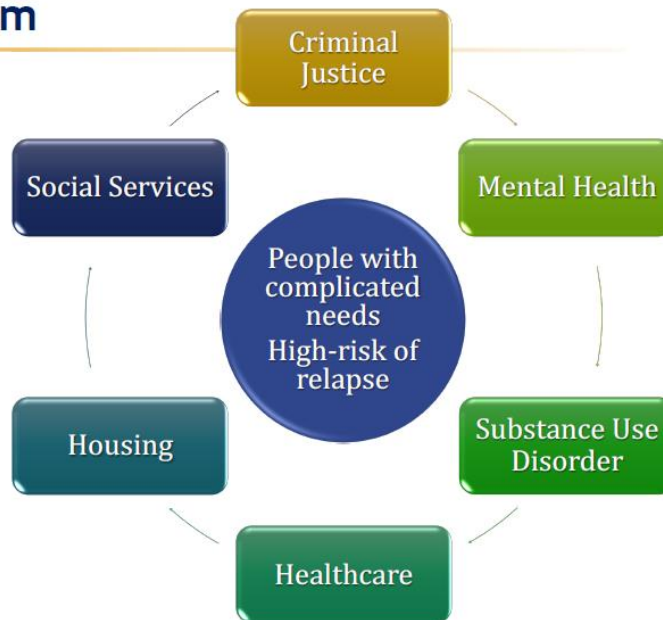 m
Criminal
Justice
Social Services
Mental Health
People with
complicated
needs
High-risk of
relapse
Housing
Substance Use
Disorder
Healthcare